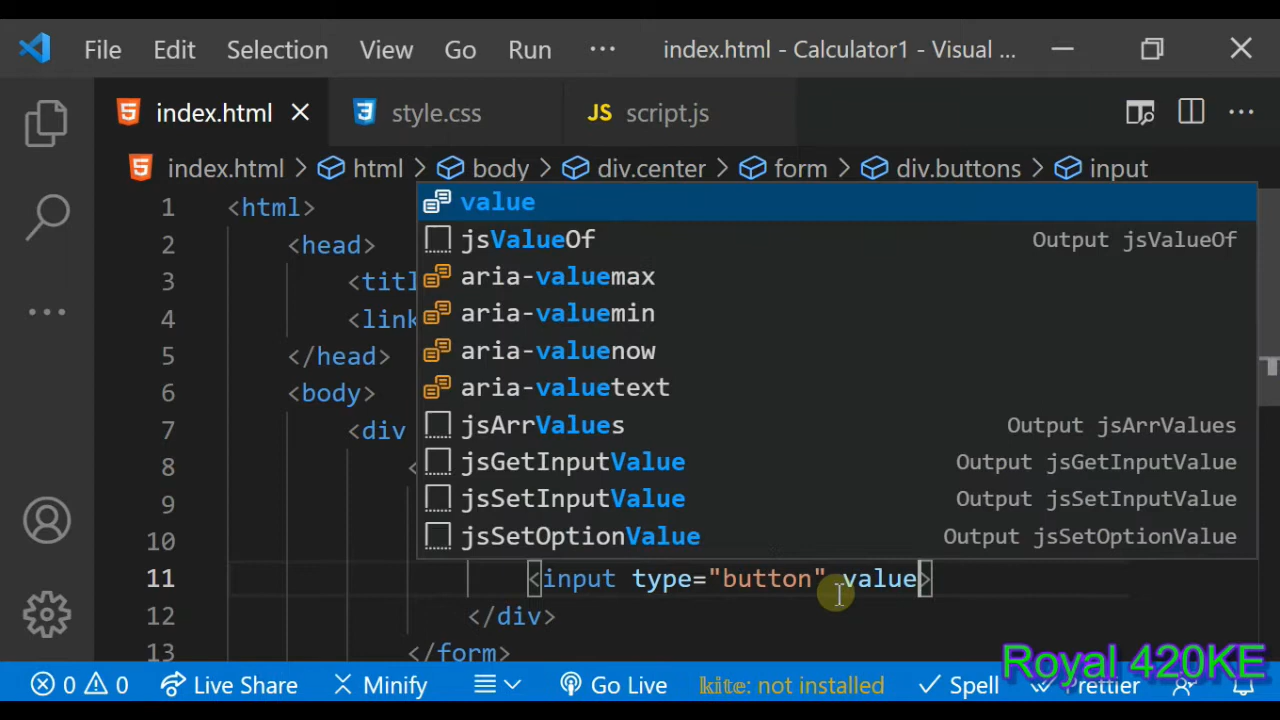 File Edit Selection View Go Run ··· index.html - Calculator1 - Visual ...
index.html style.css JS script.js ···
index.html > html > body > div.center > form > div.buttons > input
1 <html>
2 <head>
3 <titl
4 <link
5 </head>
6 <body>
7 <div
8 <
9
10
value
jsValueOf Output jsValueOf
aria-valuemax
aria-valuemin
aria-valuenow
aria-valuetext
jsArrValues Output jsArrValues
jsGetInputValue Output jsGetInputValue
jsSetInputValue Output jsSetInputValue
jsSetOptionValue Output jsSetOptionValue
11 <input type="button" value>
12 </div>
13 </form>
Royal 420KE
0 0 Live Share Minify Go Live kite: not installed Spell Prettier